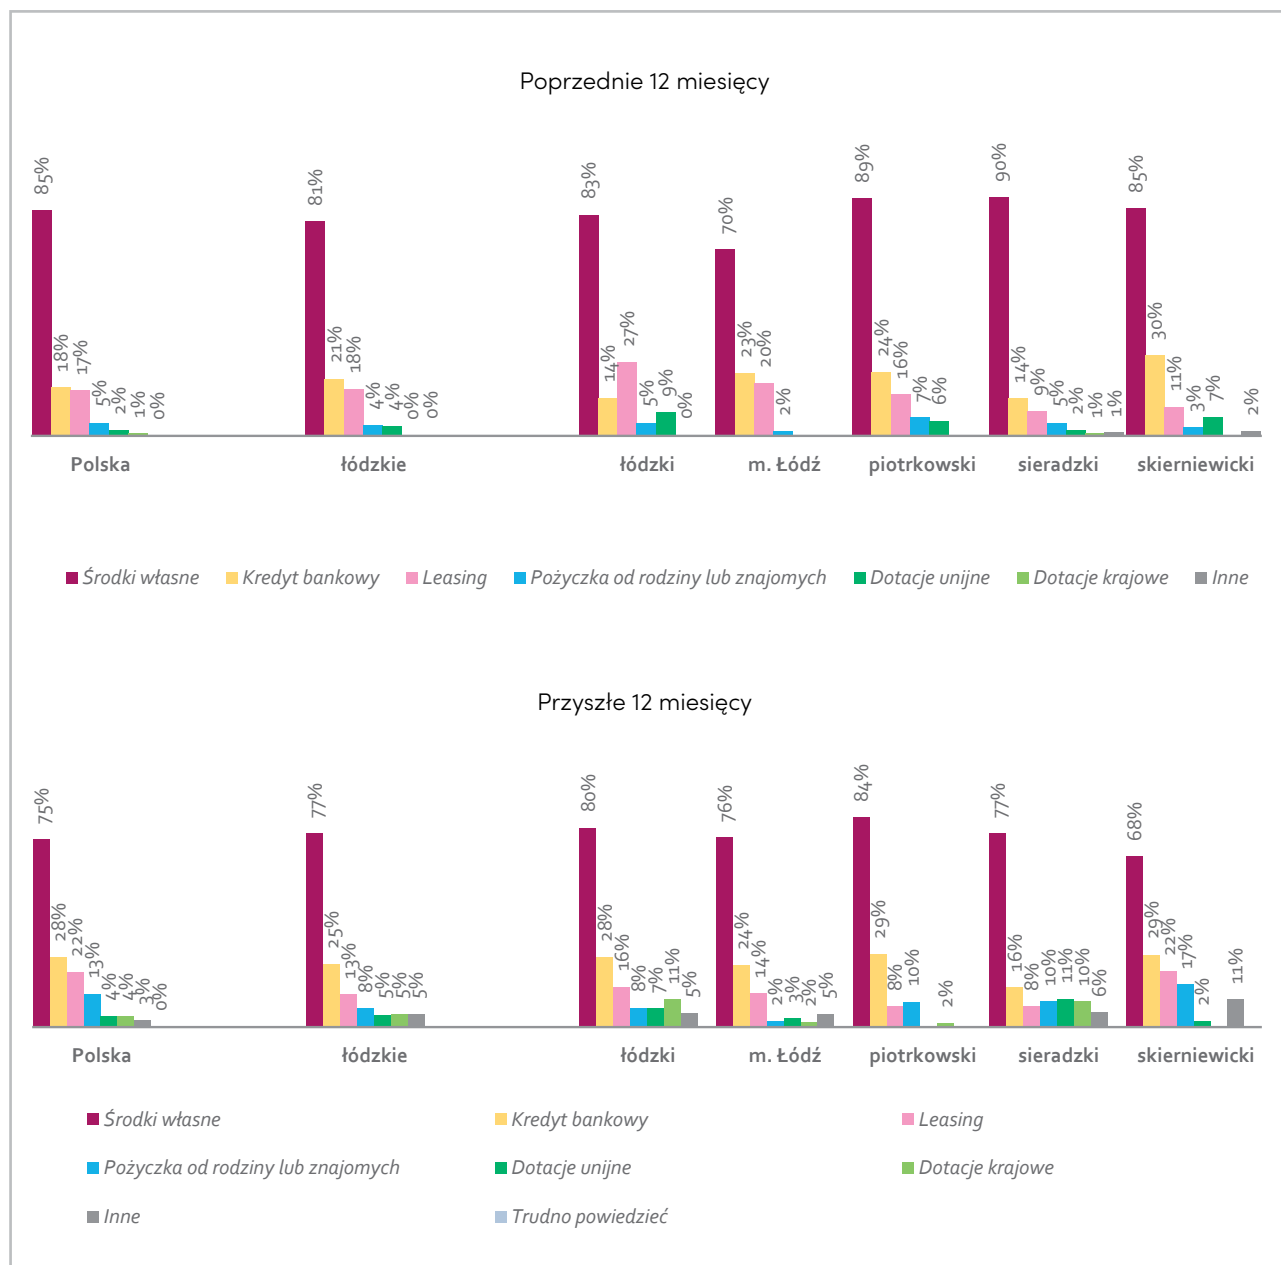 Poprzednie 12 miesięcy
85% 18% 17% 5% 2% 1% 0%
81% 21% 18% 4% 4% 0% 0%
83% 14% 27% 5% 9% 0%
70% 23% 20% 2%
89% 24% 16% 7% 6%
90% 14% 9% 5% 2% 1% 1%
85% 30% 11% 3% 7% 2%
Polska łódzkie łódzki m. Łódź piotrkowski sieradzki skierniewicki
Środki własne Kredyt bankowy Leasing Pożyczka od rodziny lub znajomych Dotacje unijne Dotacje krajowe Inne
Przyszłe 12 miesięcy
75% 28% 22% 13% 4% 4% 3% 0%
77% 25% 13% 8% 5% 5% 5%
80% 28% 16% 8% 7% 11% 5%
76% 24% 14% 2% 3% 2% 5%
84% 29% 8% 10% 2%
77% 16% 8% 10% 11% 10% 6%
68% 29% 22% 17% 2% 11%
Polska łódzkie łódzki m. Łódź piotrkowski sieradzki skierniewicki
Środki własne Kredyt bankowy Leasing
Pożyczka od rodziny lub znajomych Dotacje unijne Dotacje krajowe
Inne Trudno powiedzieć